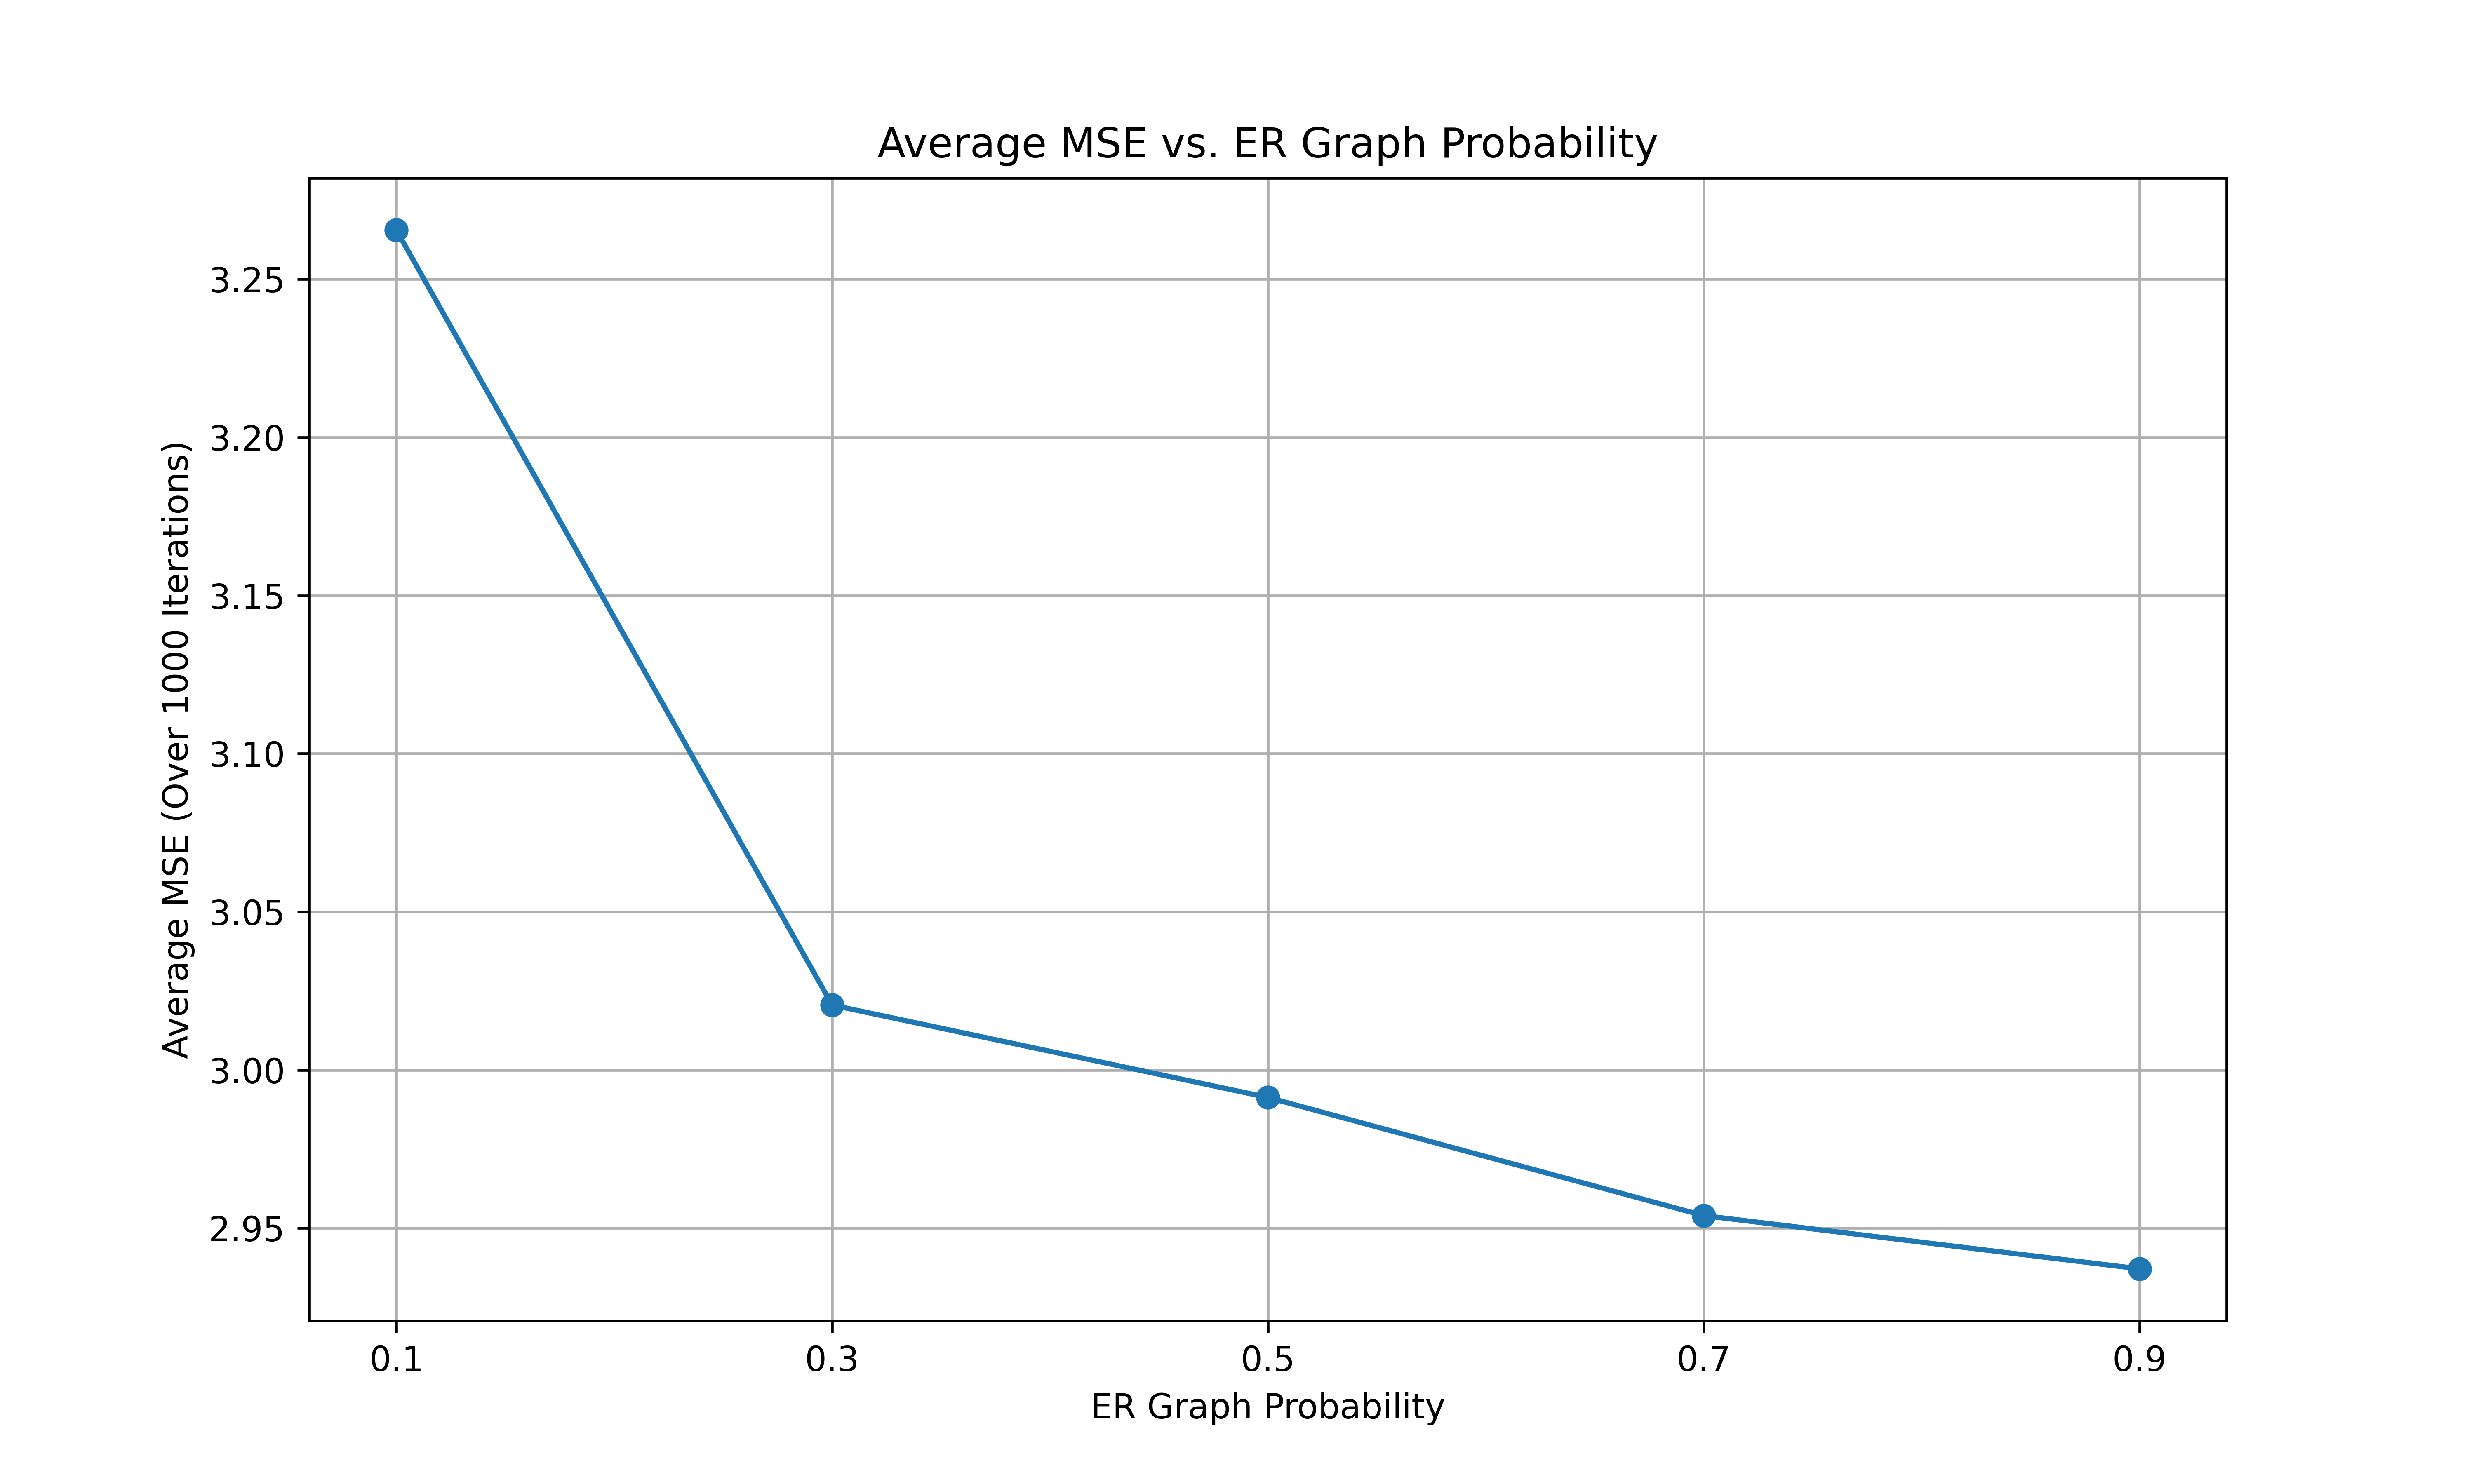 Average MSE vs. ER Graph Probability
Average MSE (Over 1000 Iterations)
3.25
3.20
3.15
3.10
3.05
3.00
2.95
0.1 0.3 0.5 0.7 0.9
ER Graph Probability